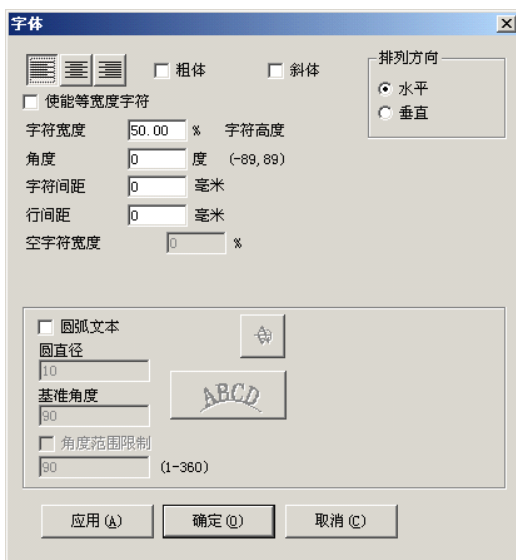 字体
粗体 斜体
排列方向
水平
垂直
使能等宽度字符
字符宽度 50.00 % 字符高度
角度 0 度 (-89,89)
字符间距 0 毫米
行间距 0 毫米
空字符宽度 0 %
圆弧文本
圆直径
10
基准角度
90
ABCD
角度范围限制
90 (1-360)
应用(A) 确定(O) 取消(C)